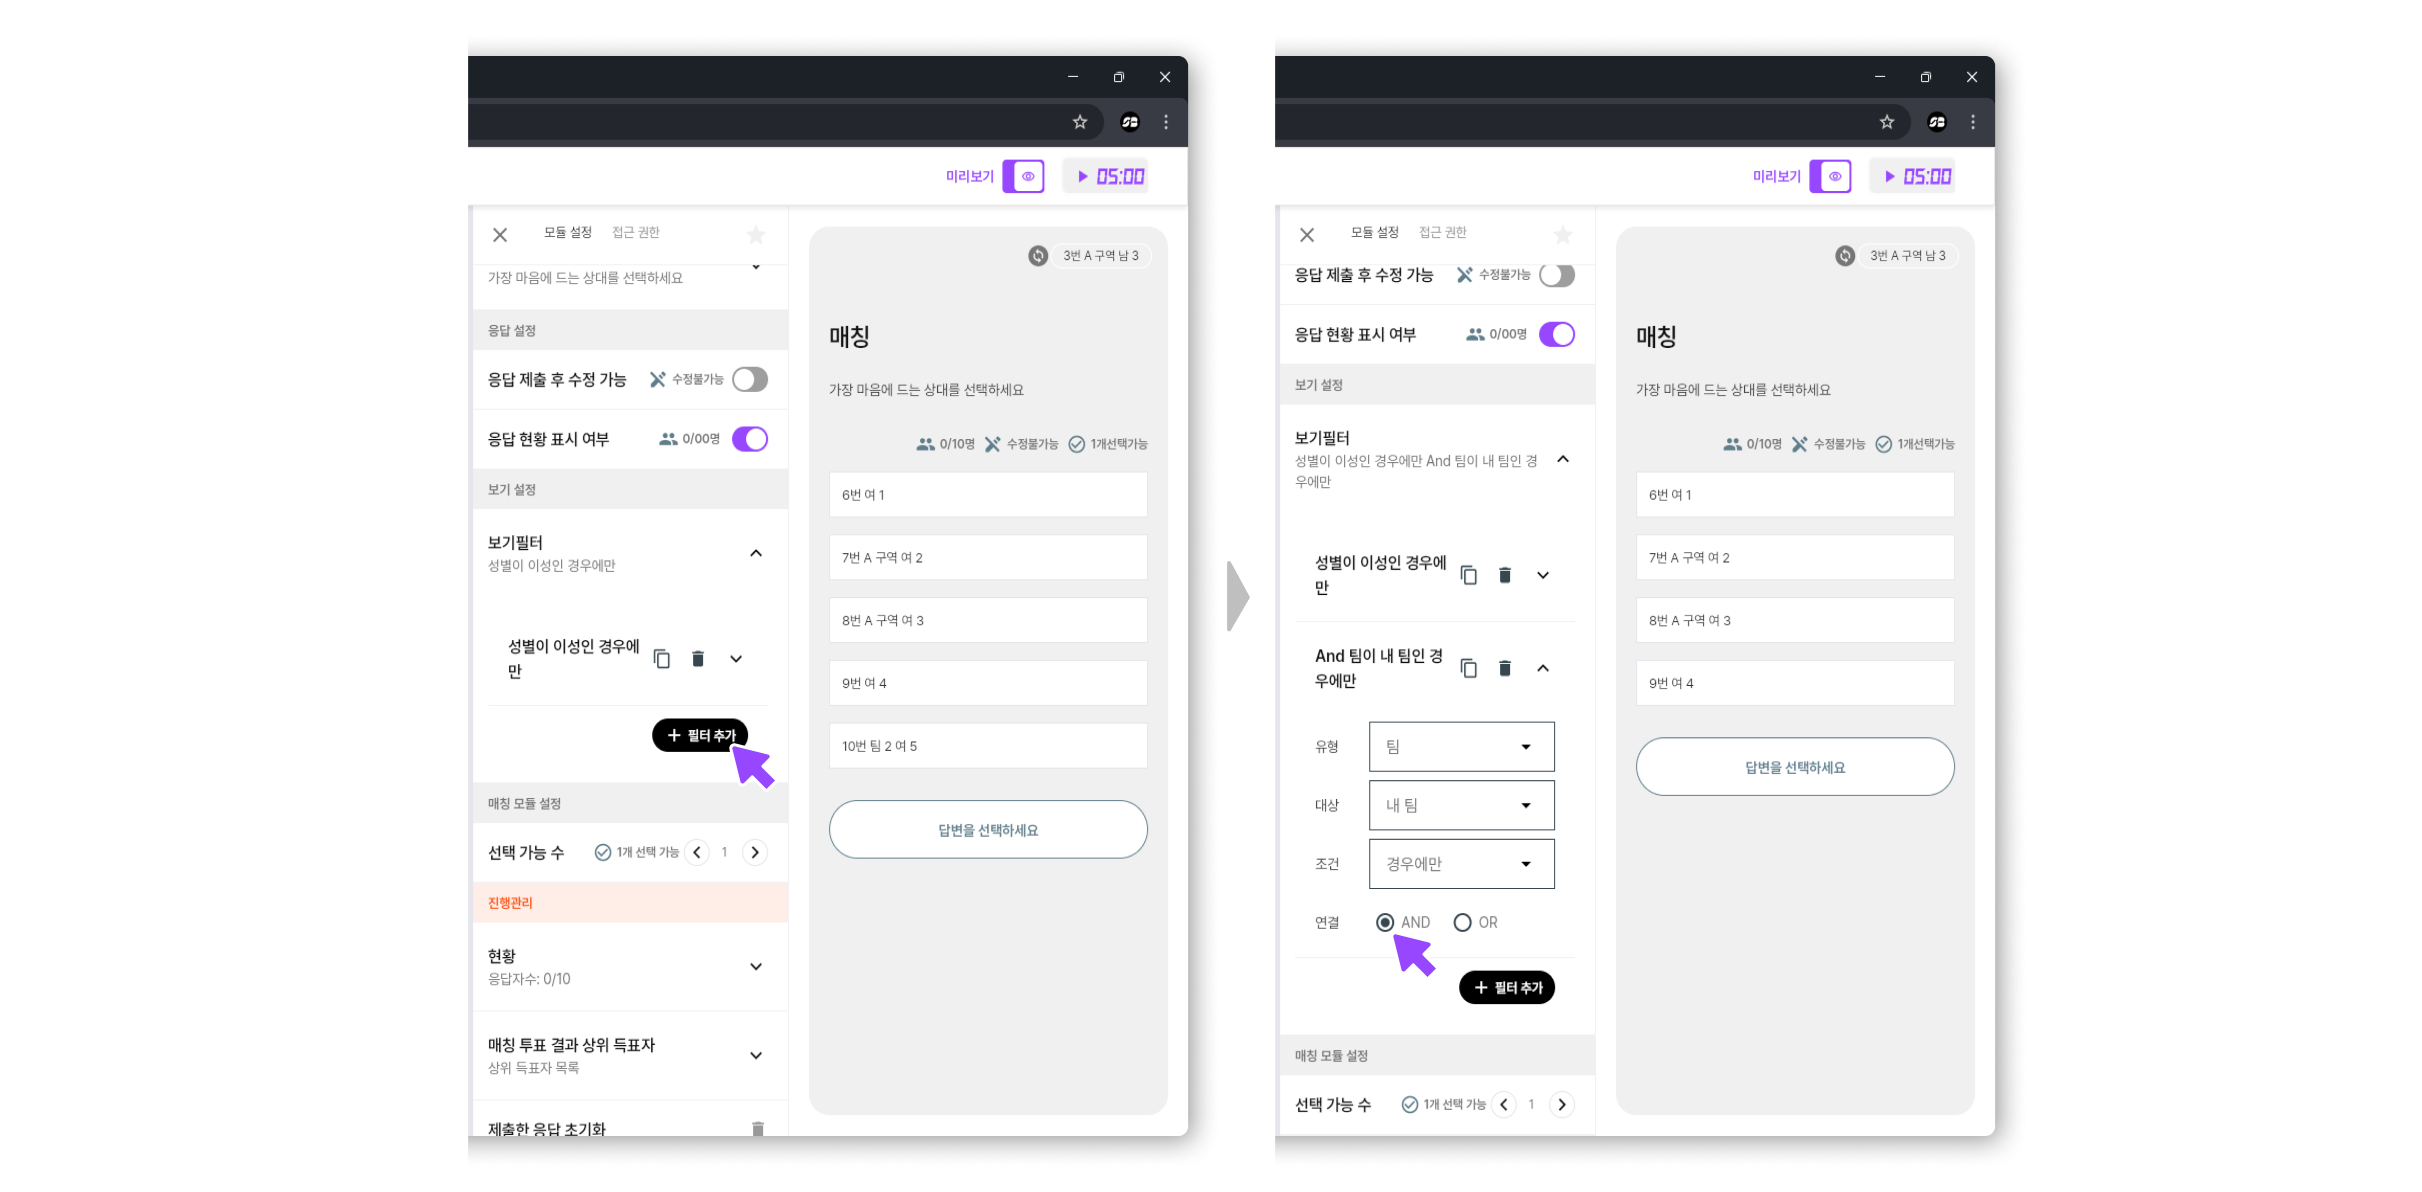 미리보기
05:00
모듈 설정 접근 권한
가장 마음에 드는 상대를 선택하세요
응답 설정
응답 제출 후 수정 가능 수정불가능
응답 현황 표시 여부 0/00명
보기 설정
보기필터
성별이 이성인 경우에만
성별이 이성인 경우에
만
+ 필터 추가
매칭 모듈 설정
선택 가능 수 1개 선택 가능 1
진행관리
현황
응답자수: 0/10
매칭 투표 결과 상위 득표자
상위 득표자 목록
제출한 응답 초기화
3번 A 구역 남 3
매칭
가장 마음에 드는 상대를 선택하세요
0/10명 수정불가능 1개선택가능
6번 여 1
7번 A 구역 여 2
8번 A 구역 여 3
9번 여 4
10번 팀 2 여 5
답변을 선택하세요
미리보기
05:00
모듈 설정 접근 권한
응답 제출 후 수정 가능 수정불가능
응답 현황 표시 여부 0/00명
보기 설정
보기필터
성별이 이성인 경우에만 And 팀이 내 팀인 경
우에만
성별이 이성인 경우에
만
And 팀이 내 팀인 경
우에만
유형 팀
대상 내 팀
조건 경우에만
연결 AND OR
+ 필터 추가
매칭 모듈 설정
선택 가능 수 1개 선택 가능 1
3번 A 구역 남 3
매칭
가장 마음에 드는 상대를 선택하세요
0/10명 수정불가능 1개선택가능
6번 여 1
7번 A 구역 여 2
8번 A 구역 여 3
9번 여 4
답변을 선택하세요